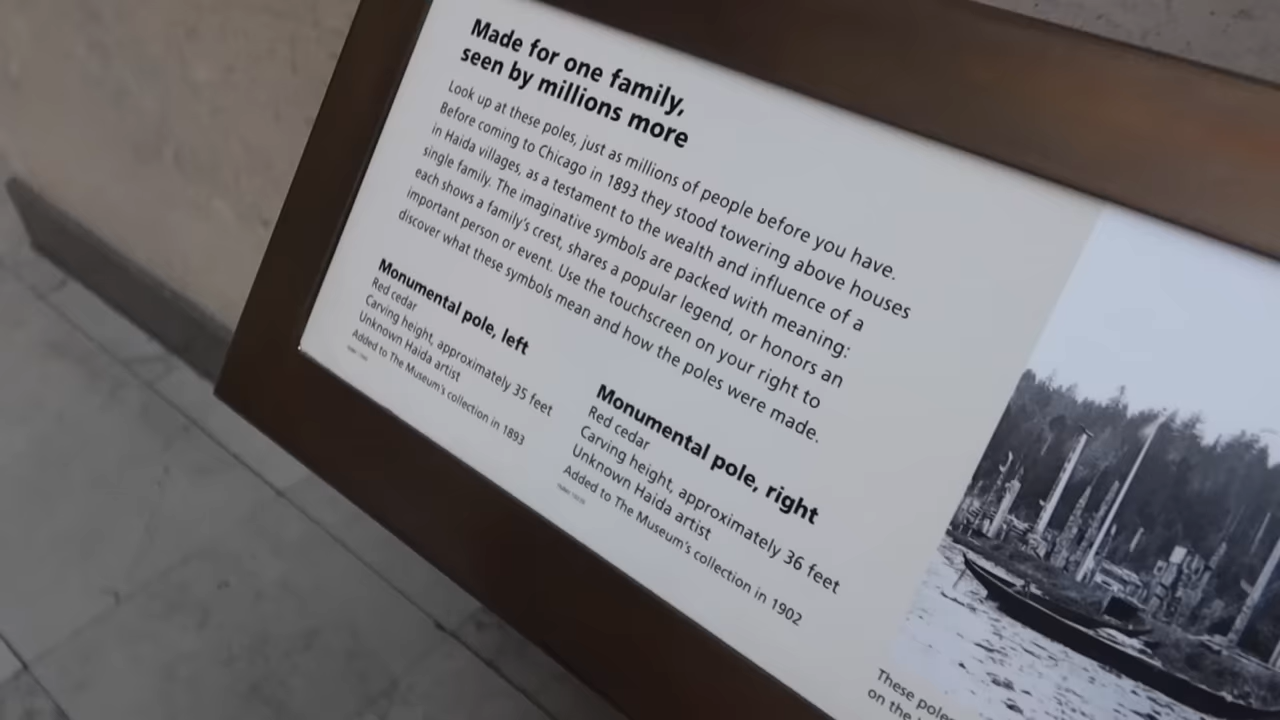 Made for one family,
seen by millions more
Look up at these poles, just as millions of people before you have.
Before coming to Chicago in 1893 they stood towering above houses
in Haida villages, as a testament to the wealth and influence of a
single family. The imaginative symbols are packed with meaning:
each shows a family's crest, shares a popular legend, or honors an
important person or event. Use the touchscreen on your right to
discover what these symbols mean and how the poles were made.
Monumental pole, left
Red cedar
Carving height, approximately 35 feet
Unknown Haida artist
Added to The Museum's collection in 1893
Monumental pole, right
Red cedar
Carving height, approximately 36 feet
Unknown Haida artist
Added to The Museum's collection in 1902
These poles
on the